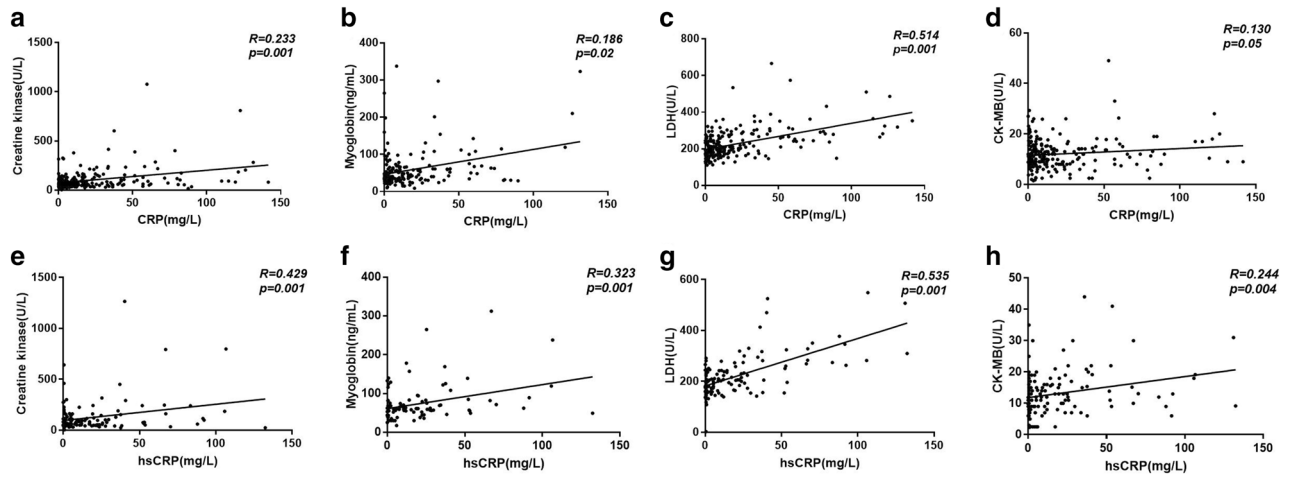 a
R=0.233
p=0.001
Creatine kinase(U/L)
1500
1000
500
0
0 50 100 150
CRP(mg/L)
b
R=0.186
p=0.02
Myoglobin(ng/mL)
400
300
200
100
0
0 50 100 150
CRP(mg/L)
c
R=0.514
p=0.001
LDH(U/L)
800
600
400
200
0
0 50 100 150
CRP(mg/L)
d
R=0.130
p=0.05
CK-MB(U/L)
60
40
20
0
0 50 100 150
CRP(mg/L)
e
R=0.429
p=0.001
Creatine kinase(U/L)
1500
1000
500
0
0 50 100 150
hsCRP(mg/L)
f
R=0.323
p=0.001
Myoglobin(ng/mL)
400
300
200
100
0
0 50 100 150
hsCRP(mg/L)
g
R=0.535
p=0.001
LDH(U/L)
600
400
200
0
0 50 100 150
hsCRP(mg/L)
h
R=0.244
p=0.004
CK-MB(U/L)
50
40
30
20
10
0
0 50 100 150
hsCRP(mg/L)